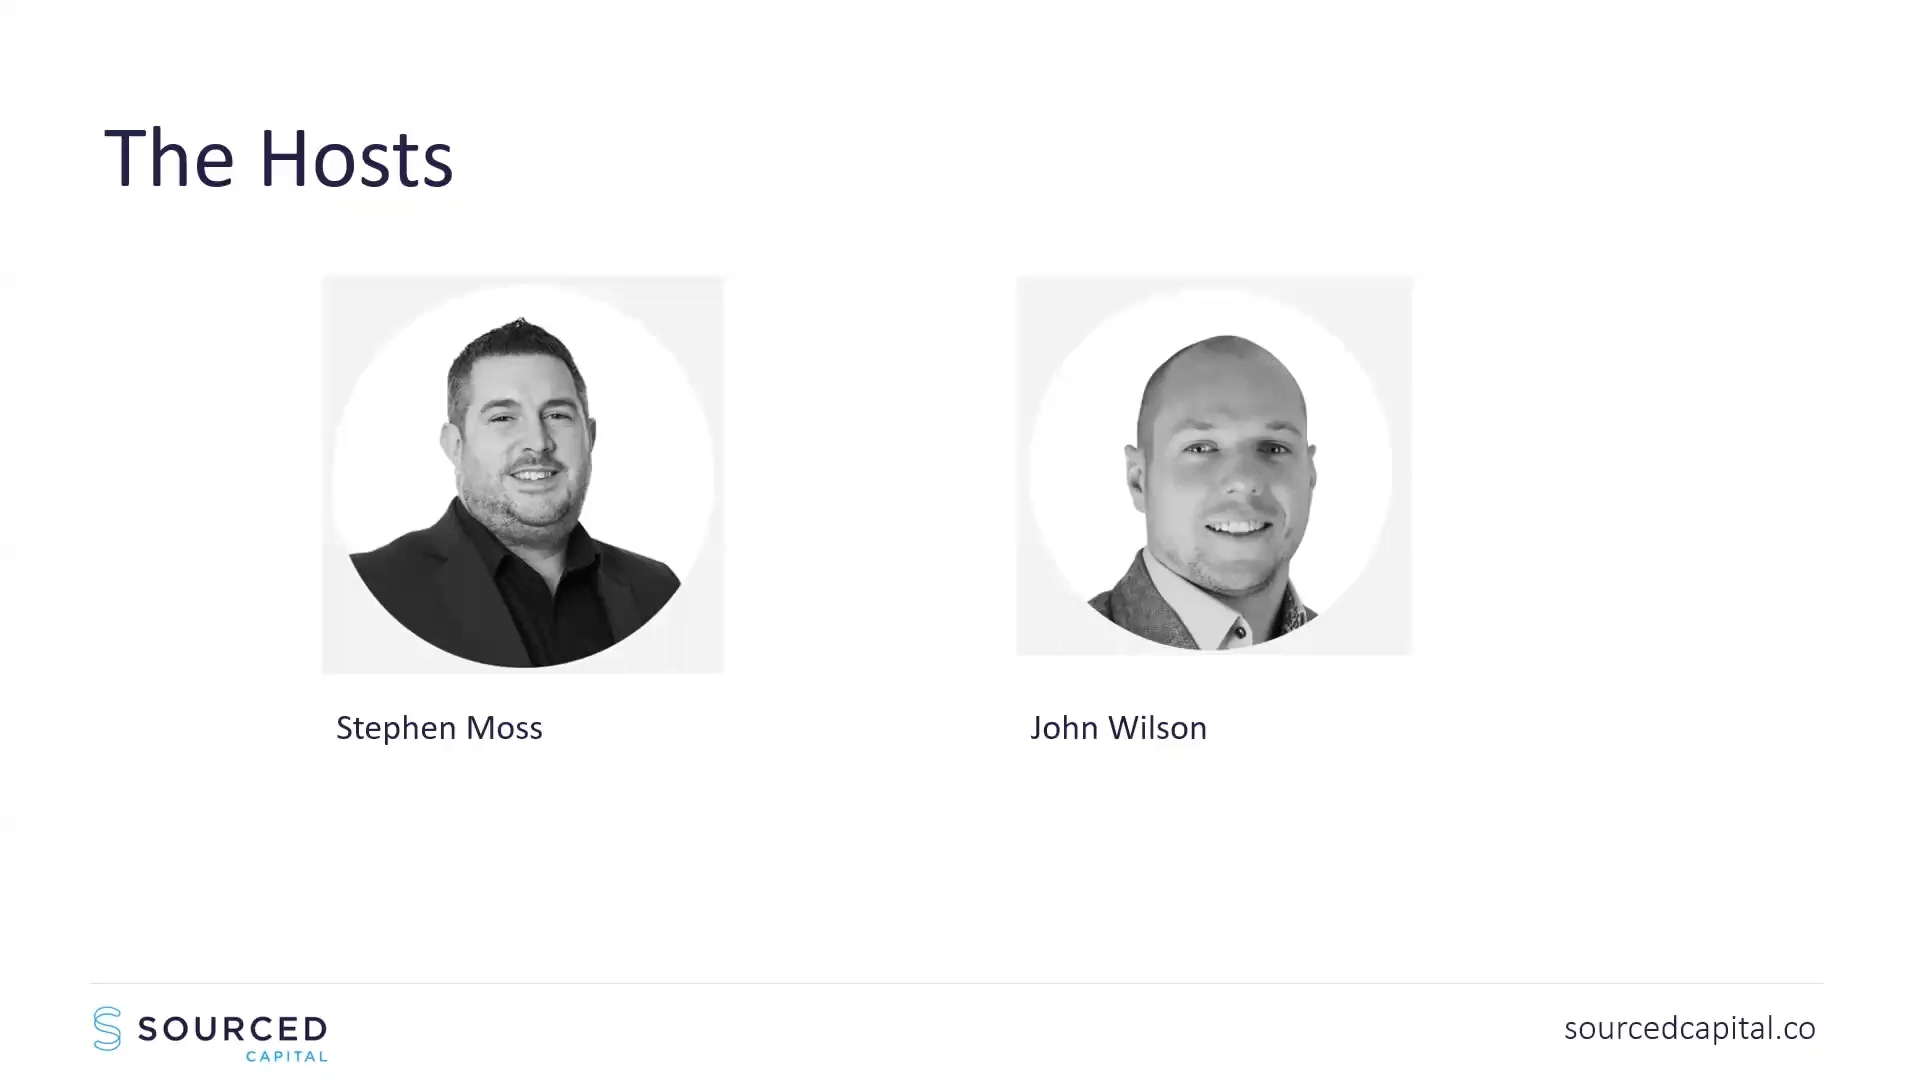 The Hosts
Stephen Moss
John Wilson
SOURCED
CAPITAL
sourcedcapital.co